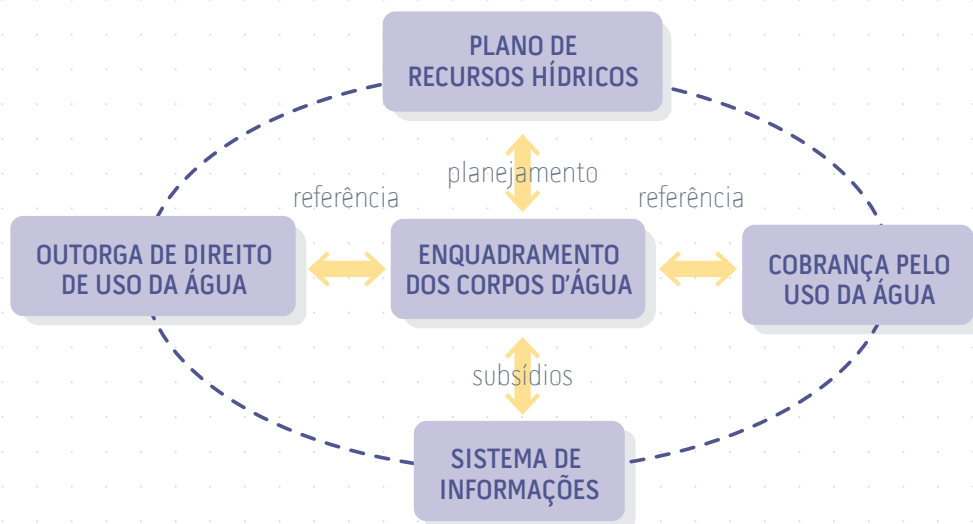 PLANO DE
RECURSOS HÍDRICOS
planejamento
referência
referência
OUTORGA DE DIREITO
DE USO DA ÁGUA
ENQUADRAMENTO
DOS CORPOS D'ÁGUA
COBRANÇA PELO
USO DA ÁGUA
subsídios
SISTEMA DE
INFORMAÇÕES